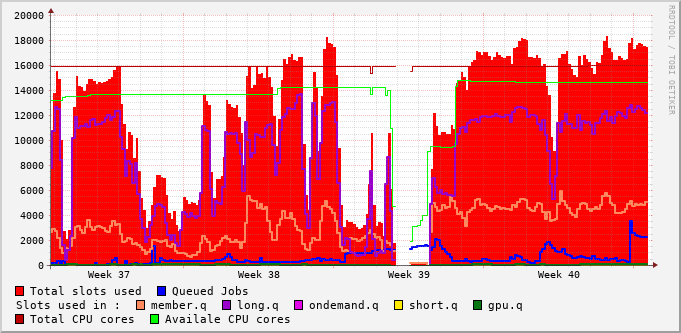 20000
18000
16000
14000
12000
10000
8000
6000
4000
2000
0
Week 37 Week 38 Week 39 Week 40
RRDTOOL / TOBI OETIKER
Total slots used Queued Jobs
Slots used in : member.q long.q ondemand.q short.q gpu.q
Total CPU cores Availale CPU cores